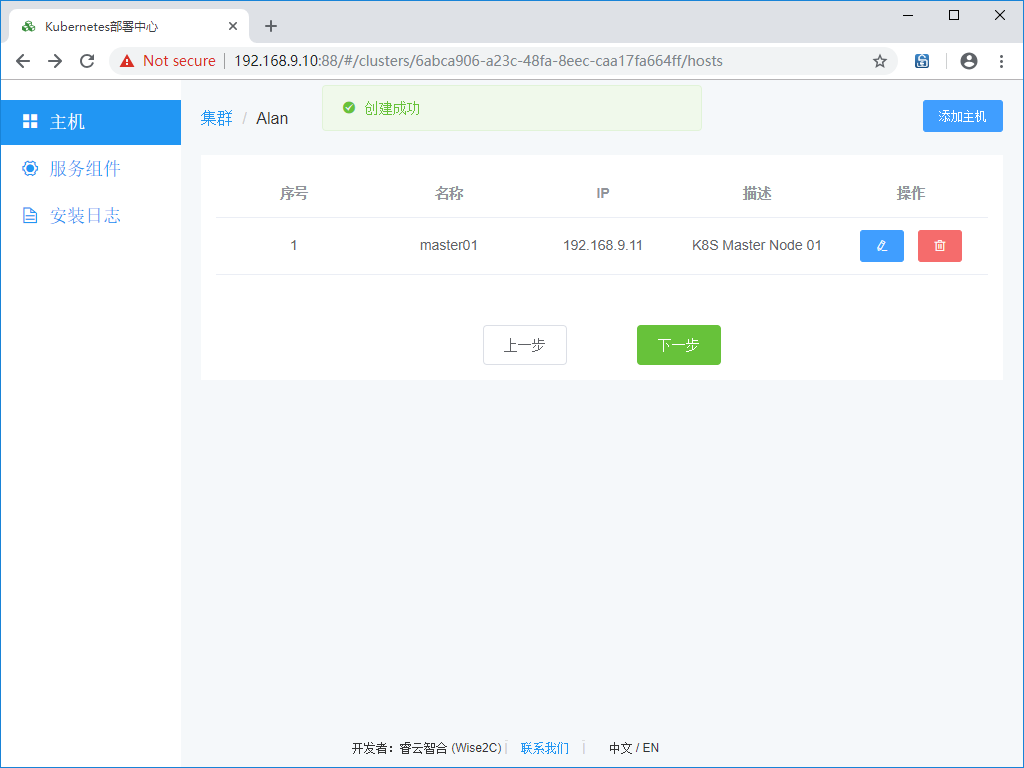 Kubernetes部署中心
Not secure
192.168.9.10:88/#/clusters/6abca906-a23c-48fa-8eec-caa17fa664ff/hosts
主机
服务组件
安装日志
集群 / Alan
创建成功
添加主机
序号 名称 IP 描述 操作
1 master01 192.168.9.11 K8S Master Node 01
上一步 下一步
开发者：睿云智合 (Wise2C) | 联系我们 | 中文 / EN